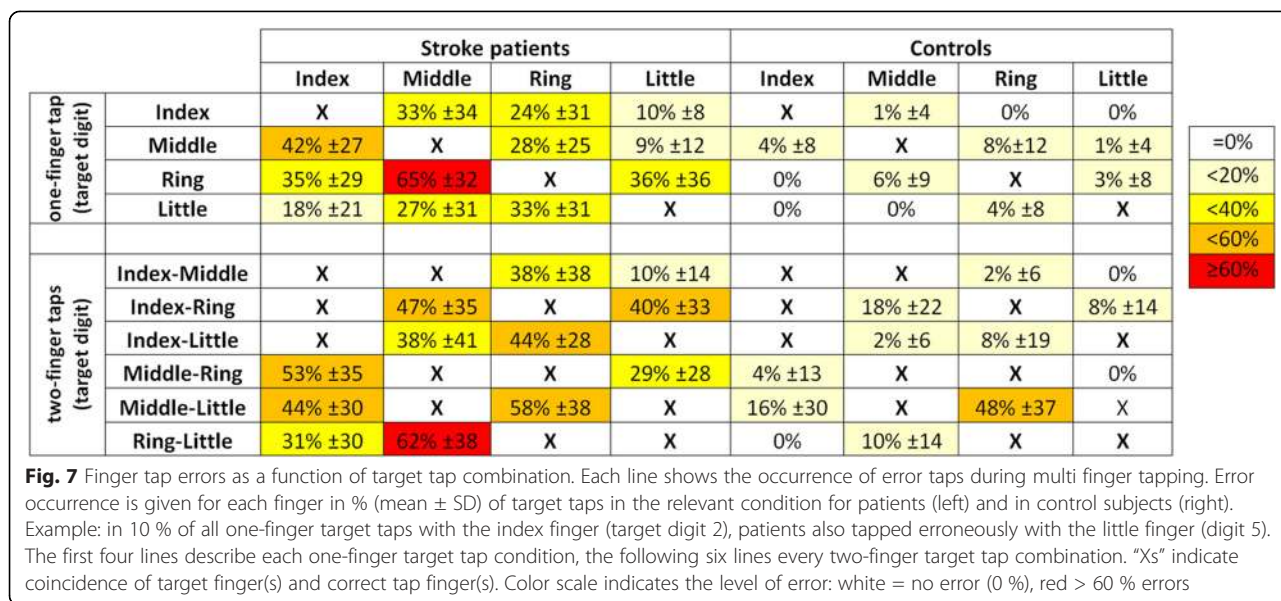 Stroke patients Controls
Index Middle Ring Little Index Middle Ring Little
one-finger tap (target digit)
Index X 33% ±34 24% ±31 10% ±8 X 1% ±4 0% 0%
Middle 42% ±27 X 28% ±25 9% ±12 4% ±8 X 8%±12 1% ±4
Ring 35% ±29 65% ±32 X 36% ±36 0% 6% ±9 X 3% ±8
Little 18% ±21 27% ±31 33% ±31 X 0% 0% 4% ±8 X
two-finger taps (target digit)
Index-Middle X X 38% ±38 10% ±14 X X 2% ±6 0%
Index-Ring X 47% ±35 X 40% ±33 X 18% ±22 X 8% ±14
Index-Little X 38% ±41 44% ±28 X X 2% ±6 8% ±19 X
Middle-Ring 53% ±35 X X 29% ±28 4% ±13 X X 0%
Middle-Little 44% ±30 X 58% ±38 X 16% ±30 X 48% ±37 X
Ring-Little 31% ±30 62% ±38 X X 0% 10% ±14 X X
=0%
<20%
<40%
<60%
≥60%
Fig. 7 Finger tap errors as a function of target tap combination. Each line shows the occurrence of error taps during multi finger tapping. Error
occurrence is given for each finger in % (mean ± SD) of target taps in the relevant condition for patients (left) and in control subjects (right).
Example: in 10 % of all one-finger target taps with the index finger (target digit 2), patients also tapped erroneously with the little finger (digit 5).
The first four lines describe each one-finger target tap condition, the following six lines every two-finger target tap combination. “Xs” indicate
coincidence of target finger(s) and correct tap finger(s). Color scale indicates the level of error: white = no error (0 %), red > 60 % errors